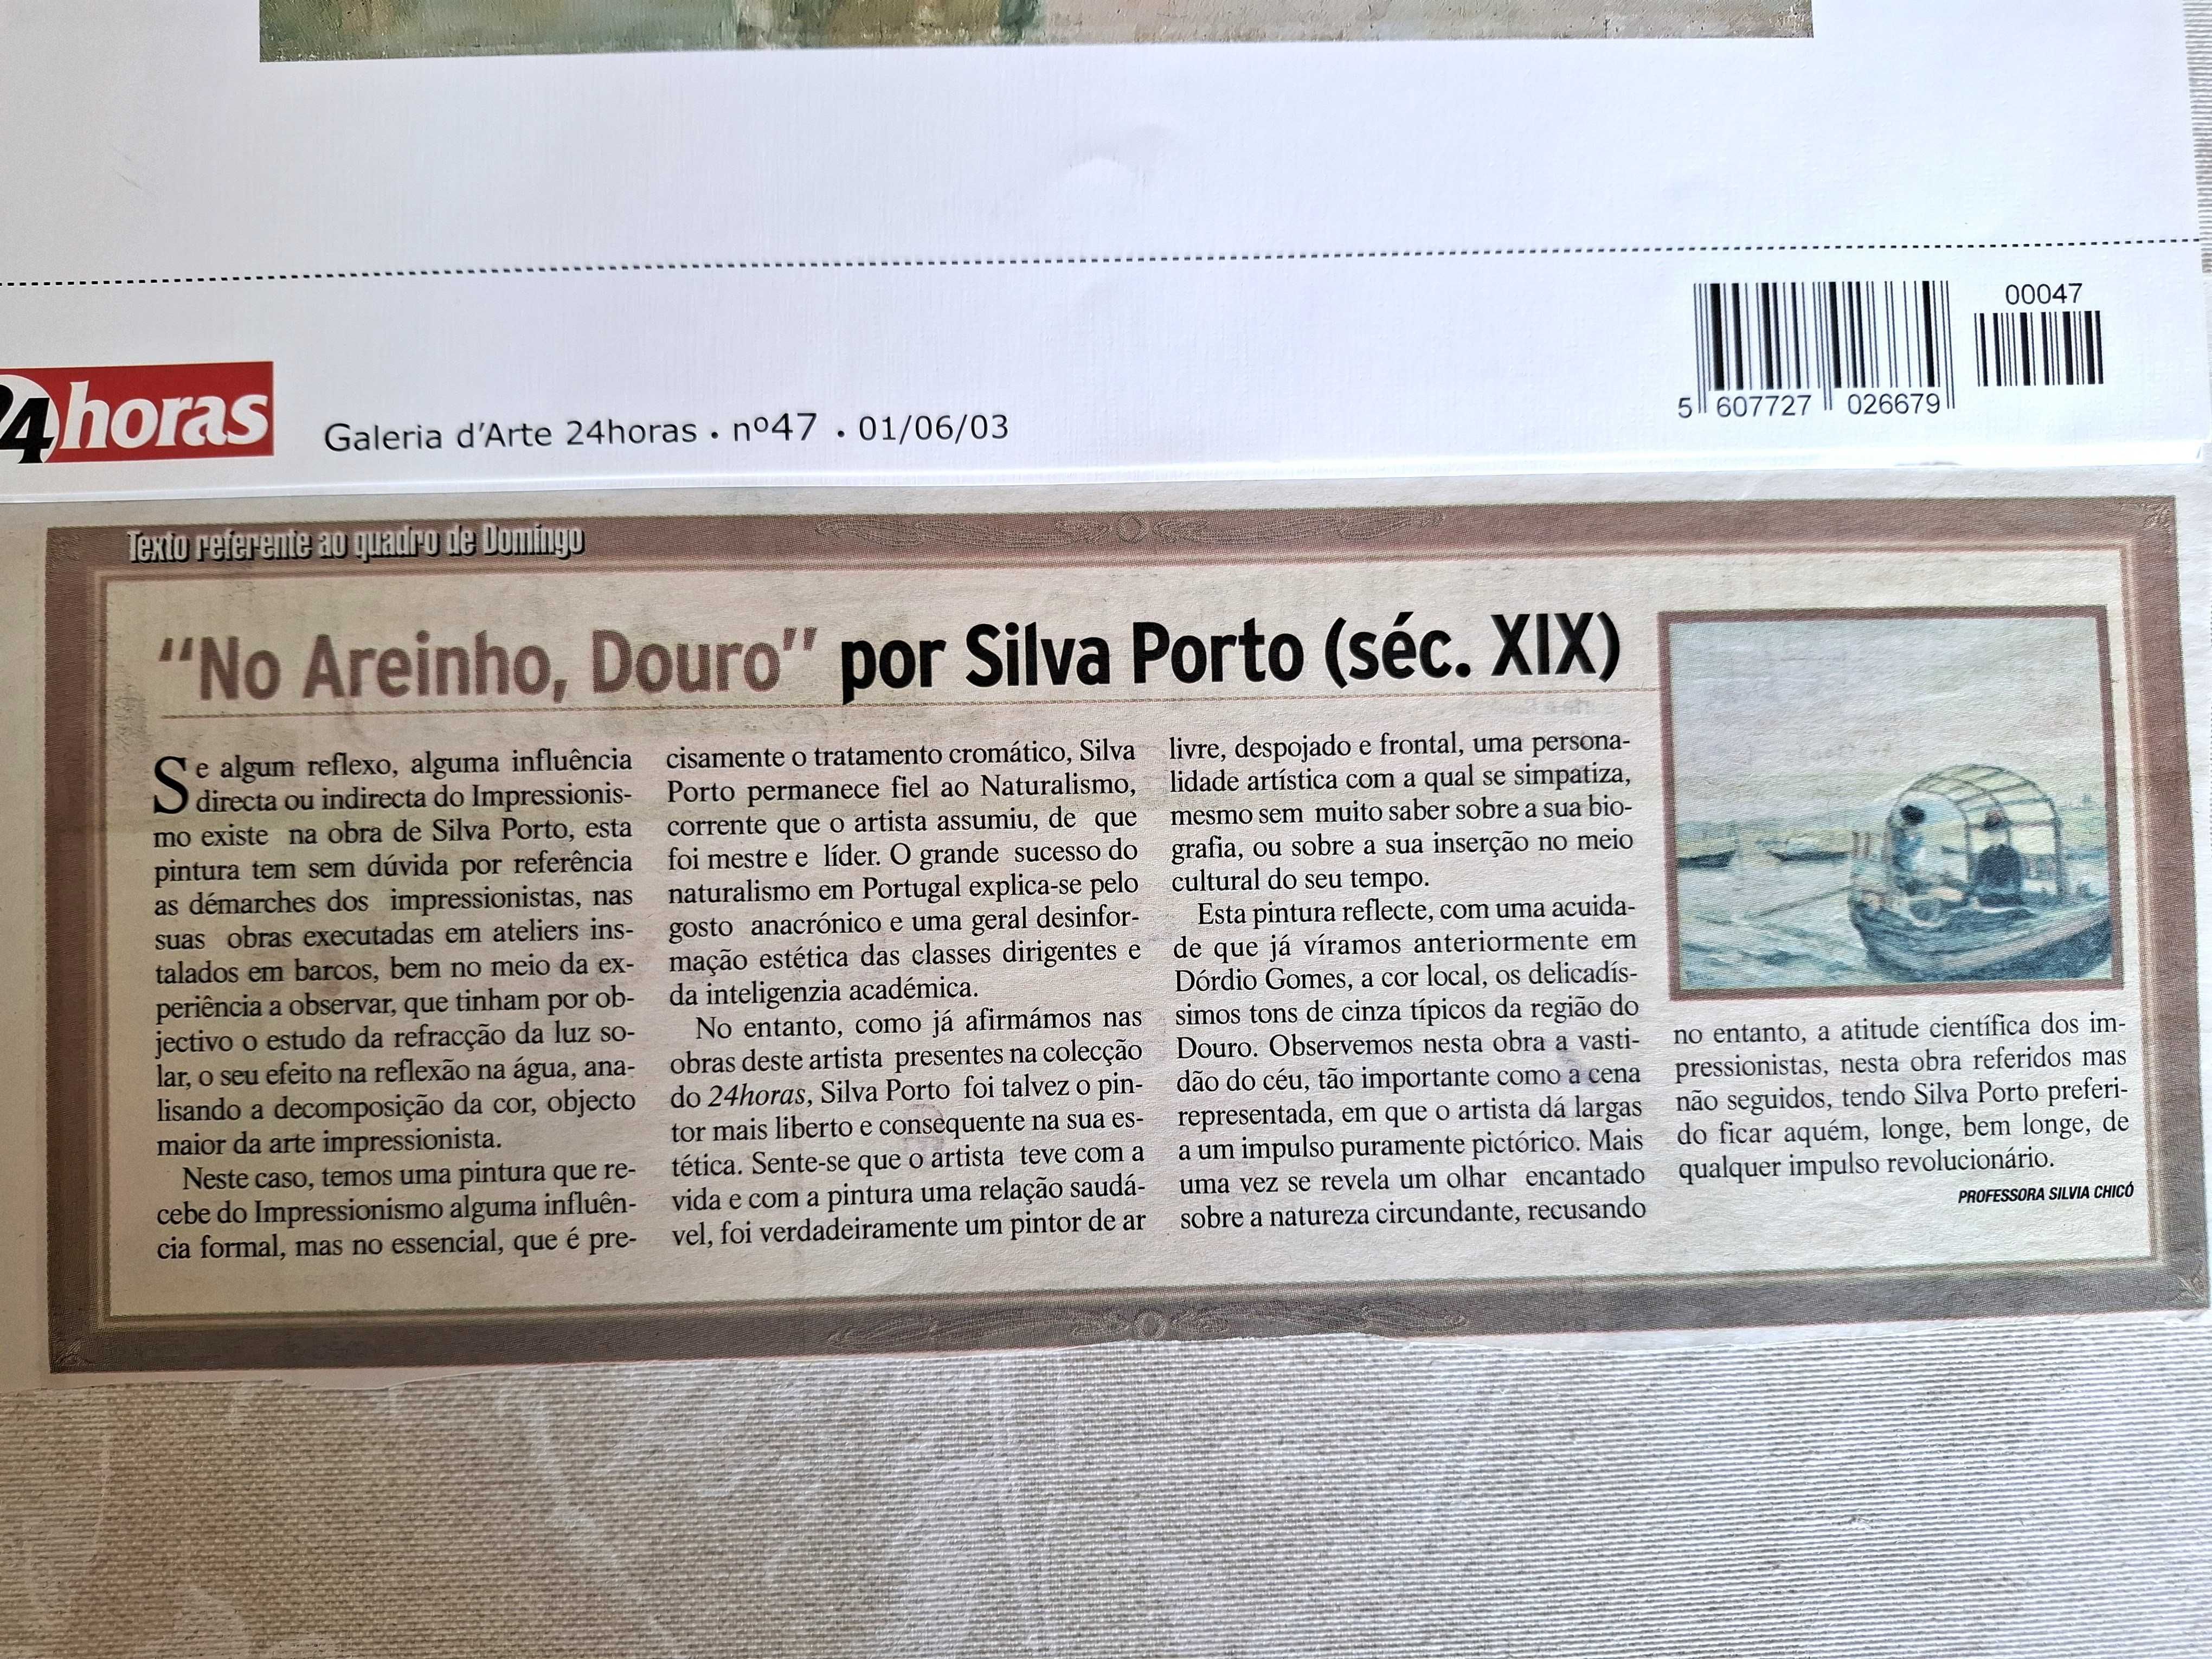 00047
5 607727 026679
24horas
Galeria d'Arte 24horas • nº47 • 01/06/03
Texto referente ao quadro de Domingo
“No Areinho, Douro” por Silva Porto (séc. XIX)
Se algum reflexo, alguma influência
directa ou indirecta do Impressionis-
mo existe na obra de Silva Porto, esta
pintura tem sem dúvida por referência
as démarches dos impressionistas, nas
suas obras executadas em ateliers ins-
talados em barcos, bem no meio da ex-
periência a observar, que tinham por ob-
jectivo o estudo da refracção da luz so-
lar, o seu efeito na reflexão na água, ana-
lisando a decomposição da cor, objecto
maior da arte impressionista.
Neste caso, temos uma pintura que re-
cebe do Impressionismo alguma influên-
cia formal, mas no essencial, que é pre-
cisamente o tratamento cromático, Silva
Porto permanece fiel ao Naturalismo,
corrente que o artista assumiu, de que
foi mestre e líder. O grande sucesso do
naturalismo em Portugal explica-se pelo
gosto anacrónico e uma geral desinfor-
mação estética das classes dirigentes e
da inteligenzia académica.
No entanto, como já afirmámos nas
obras deste artista presentes na colecção
do 24horas, Silva Porto foi talvez o pin-
tor mais liberto e consequente na sua es-
tética. Sente-se que o artista teve com a
vida e com a pintura uma relação saudá-
vel, foi verdadeiramente um pintor de ar
livre, despojado e frontal, uma persona-
lidade artística com a qual se simpatiza,
mesmo sem muito saber sobre a sua bio-
grafia, ou sobre a sua inserção no meio
cultural do seu tempo.
Esta pintura reflecte, com uma acuida-
de que já víramos anteriormente em
Dórdio Gomes, a cor local, os delicadís-
simos tons de cinza típicos da região do
Douro. Observemos nesta obra a vasti-
dão do céu, tão importante como a cena
representada, em que o artista dá largas
a um impulso puramente pictórico. Mais
uma vez se revela um olhar encantado
sobre a natureza circundante, recusando
no entanto, a atitude científica dos im-
pressionistas, nesta obra referidos mas
não seguidos, tendo Silva Porto preferi-
do ficar aquém, longe, bem longe, de
qualquer impulso revolucionário.
PROFESSORA SILVIA CHICÓ